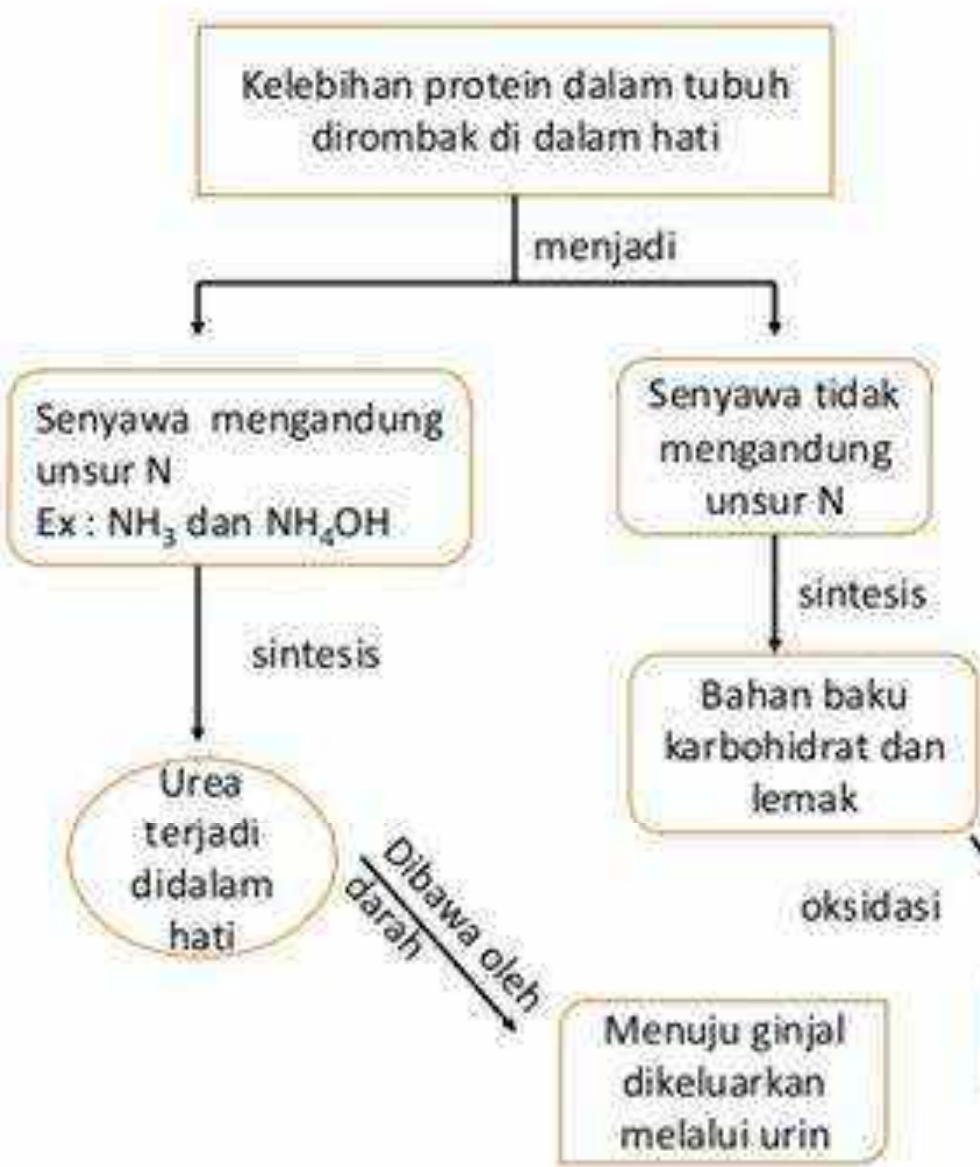 Kelebihan protein dalam tubuh
dirombak di dalam hati
menjadi
Senyawa mengandung
unsur N
Ex : NH₃ dan NH₄OH
Senyawa tidak
mengandung
unsur N
sintesis
sintesis
Bahan baku
karbohidrat dan
lemak
Urea
terjadi
didalam
hati
Dibawa oleh
darah
oksidasi
Menuju ginjal
dikeluarkan
melalui urin